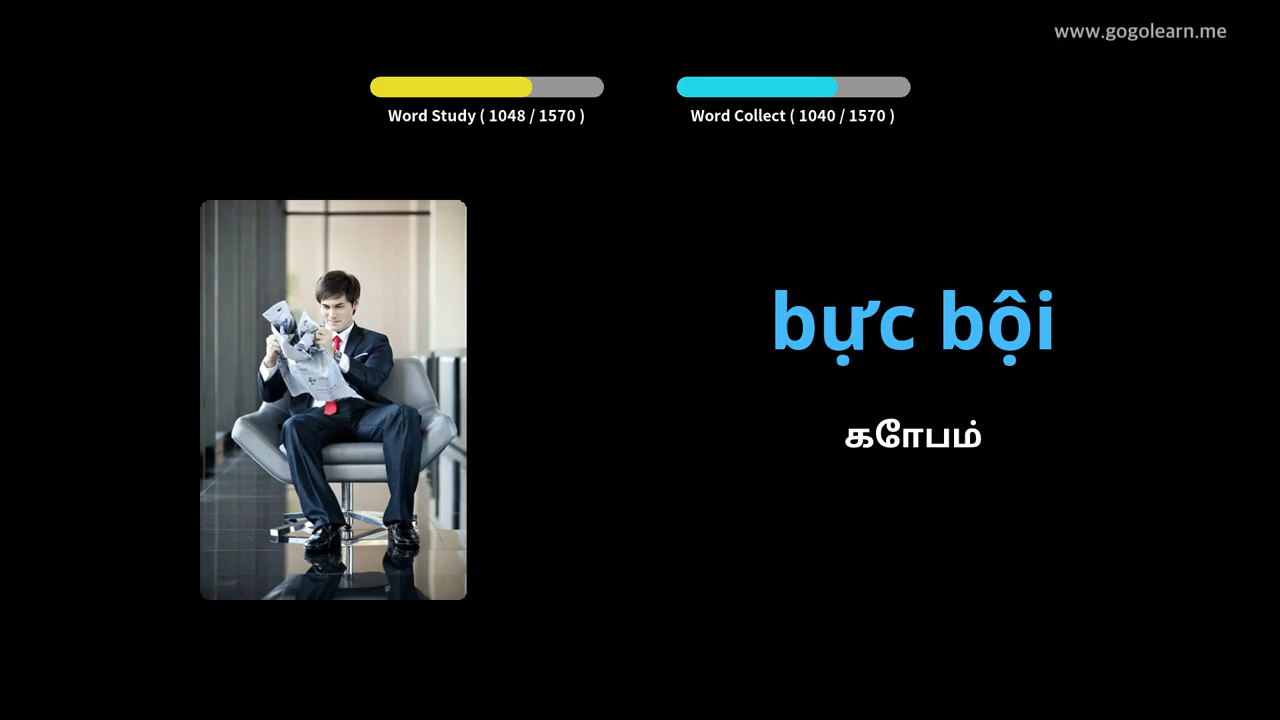 www.gogolearn.me
Word Study ( 1048 / 1570 )
Word Collect ( 1040 / 1570 )
bực bội
கோபம்